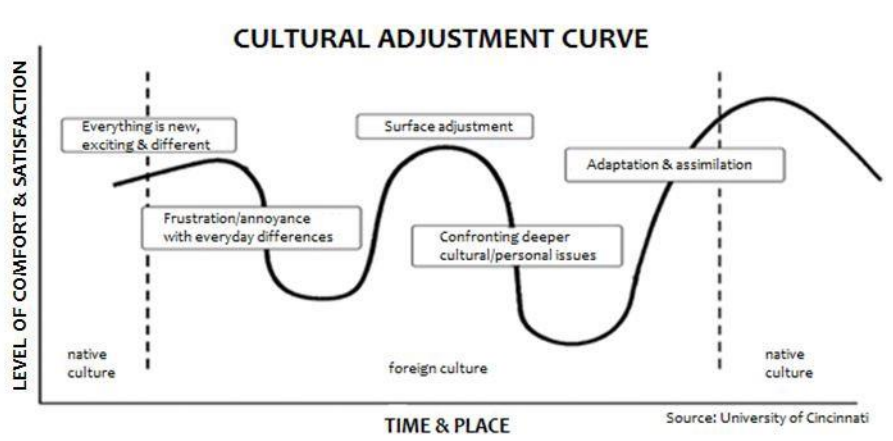 CULTURAL ADJUSTMENT CURVE
LEVEL OF COMFORT & SATISFACTION
Everything is new,
exciting & different
Surface adjustment
Adaptation & assimilation
Frustration/annoyance
with everyday differences
Confronting deeper
cultural/personal issues
native
culture
foreign culture
native
culture
TIME & PLACE
Source: University of Cincinnati